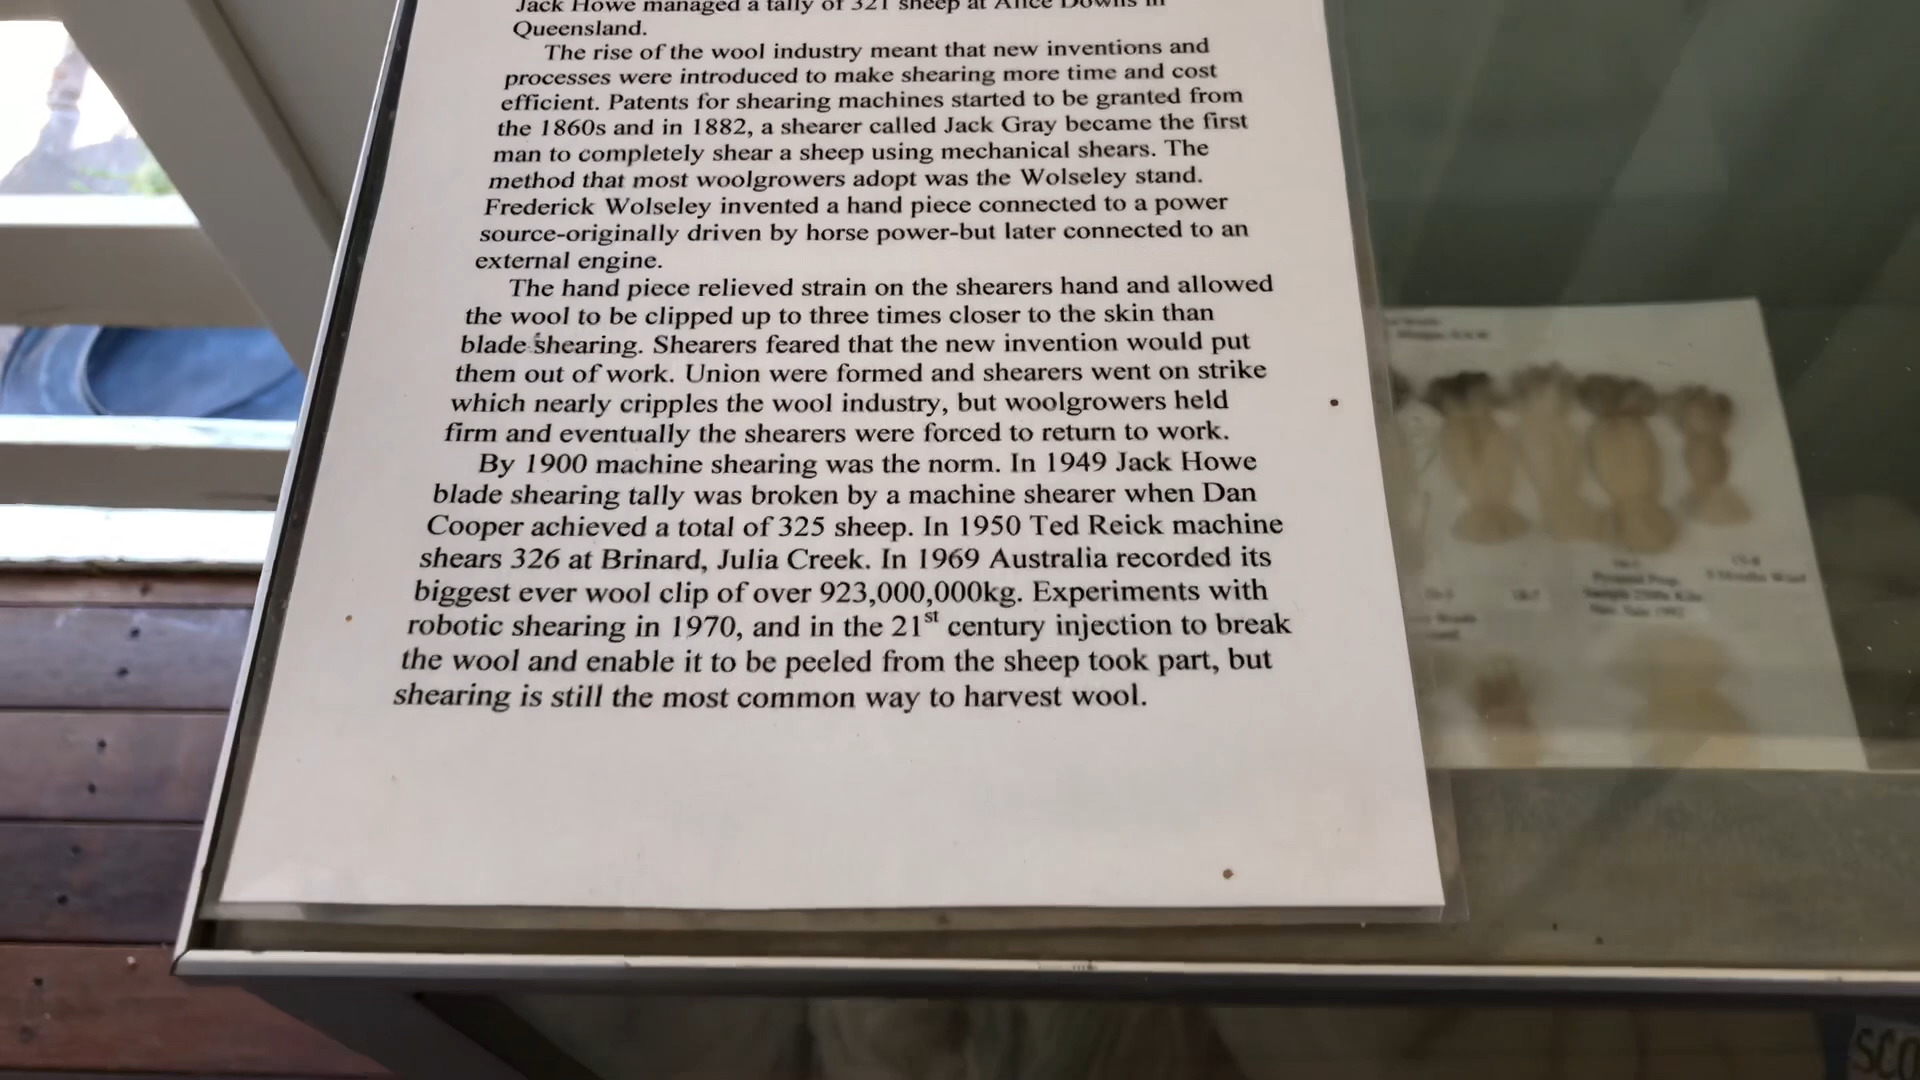 Jack Howe managed a tally of 321 sheep at Alice Downs in
Queensland.
The rise of the wool industry meant that new inventions and
processes were introduced to make shearing more time and cost
efficient. Patents for shearing machines started to be granted from
the 1860s and in 1882, a shearer called Jack Gray became the first
man to completely shear a sheep using mechanical shears. The
method that most woolgrowers adopt was the Wolseley stand.
Frederick Wolseley invented a hand piece connected to a power
source-originally driven by horse power-but later connected to an
external engine.
The hand piece relieved strain on the shearers hand and allowed
the wool to be clipped up to three times closer to the skin than
blade shearing. Shearers feared that the new invention would put
them out of work. Union were formed and shearers went on strike
which nearly cripples the wool industry, but woolgrowers held
firm and eventually the shearers were forced to return to work.
By 1900 machine shearing was the norm. In 1949 Jack Howe
blade shearing tally was broken by a machine shearer when Dan
Cooper achieved a total of 325 sheep. In 1950 Ted Reick machine
shears 326 at Brinard, Julia Creek. In 1969 Australia recorded its
biggest ever wool clip of over 923,000,000kg. Experiments with
robotic shearing in 1970, and in the 21st century injection to break
the wool and enable it to be peeled from the sheep took part, but
shearing is still the most common way to harvest wool.